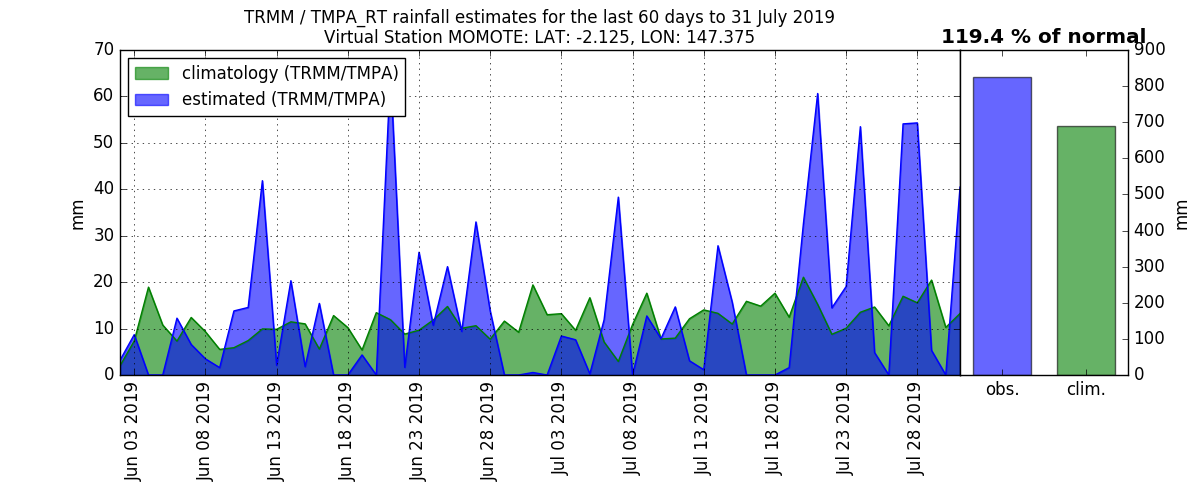 TRMM / TMPA_RT rainfall estimates for the last 60 days to 31 July 2019
Virtual Station MOMOTE: LAT: -2.125, LON: 147.375
119.4 % of normal
climatology (TRMM/TMPA)
estimated (TRMM/TMPA)
70
60
50
40
30
20
10
0
mm
Jun 03 2019
Jun 08 2019
Jun 13 2019
Jun 18 2019
Jun 23 2019
Jun 28 2019
Jul 03 2019
Jul 08 2019
Jul 13 2019
Jul 18 2019
Jul 23 2019
Jul 28 2019
obs.
clim.
900
800
700
600
500
400
300
200
100
0
mm